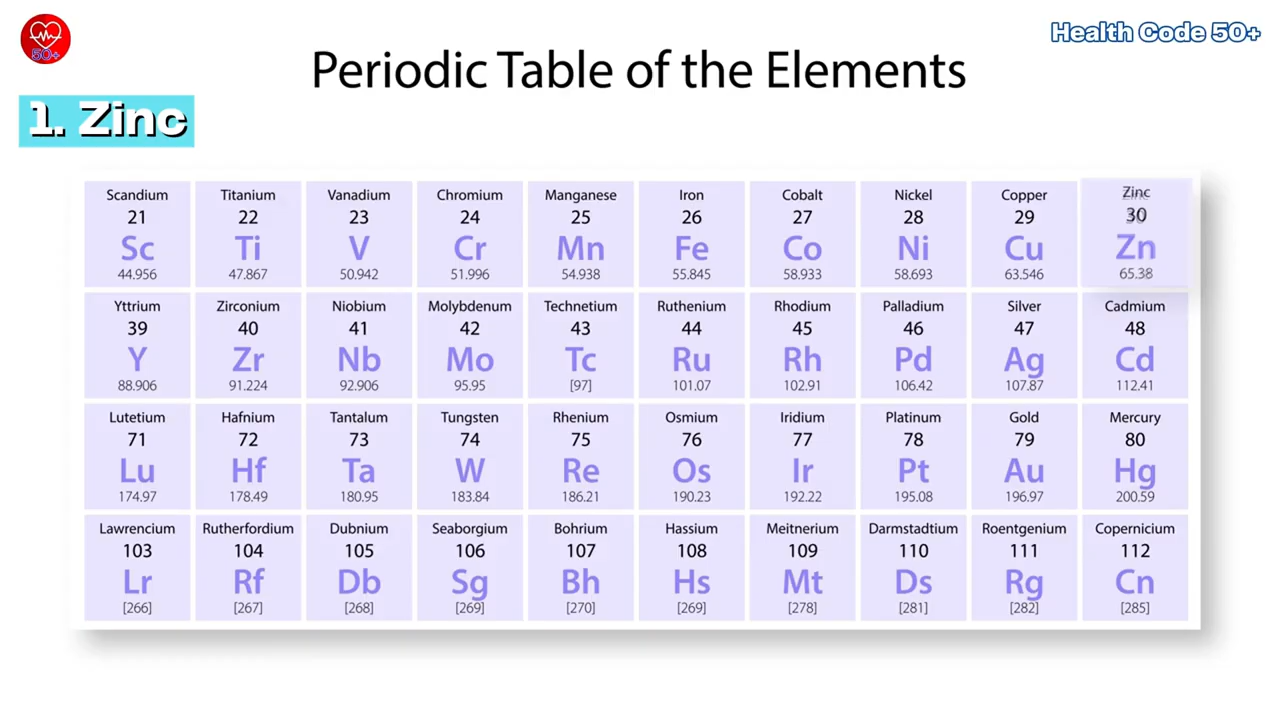 50+
Health Code 50+
Periodic Table of the Elements
1. Zinc
Scandium Titanium Vanadium Chromium Manganese Iron Cobalt Nickel Copper Zinc
21 22 23 24 25 26 27 28 29 30
Sc Ti V Cr Mn Fe Co Ni Cu Zn
44.956 47.867 50.942 51.996 54.938 55.845 58.933 58.693 63.546 65.38
Yttrium Zirconium Niobium Molybdenum Technetium Ruthenium Rhodium Palladium Silver Cadmium
39 40 41 42 43 44 45 46 47 48
Y Zr Nb Mo Tc Ru Rh Pd Ag Cd
88.906 91.224 92.906 95.95 [97] 101.07 102.91 106.42 107.87 112.41
Lutetium Hafnium Tantalum Tungsten Rhenium Osmium Iridium Platinum Gold Mercury
71 72 73 74 75 76 77 78 79 80
Lu Hf Ta W Re Os Ir Pt Au Hg
174.97 178.49 180.95 183.84 186.21 190.23 192.22 195.08 196.97 200.59
Lawrencium Rutherfordium Dubnium Seaborgium Bohrium Hassium Meitnerium Darmstadtium Roentgenium Copernicium
103 104 105 106 107 108 109 110 111 112
Lr Rf Db Sg Bh Hs Mt Ds Rg Cn
[266] [267] [268] [269] [270] [269] [278] [281] [282] [285]